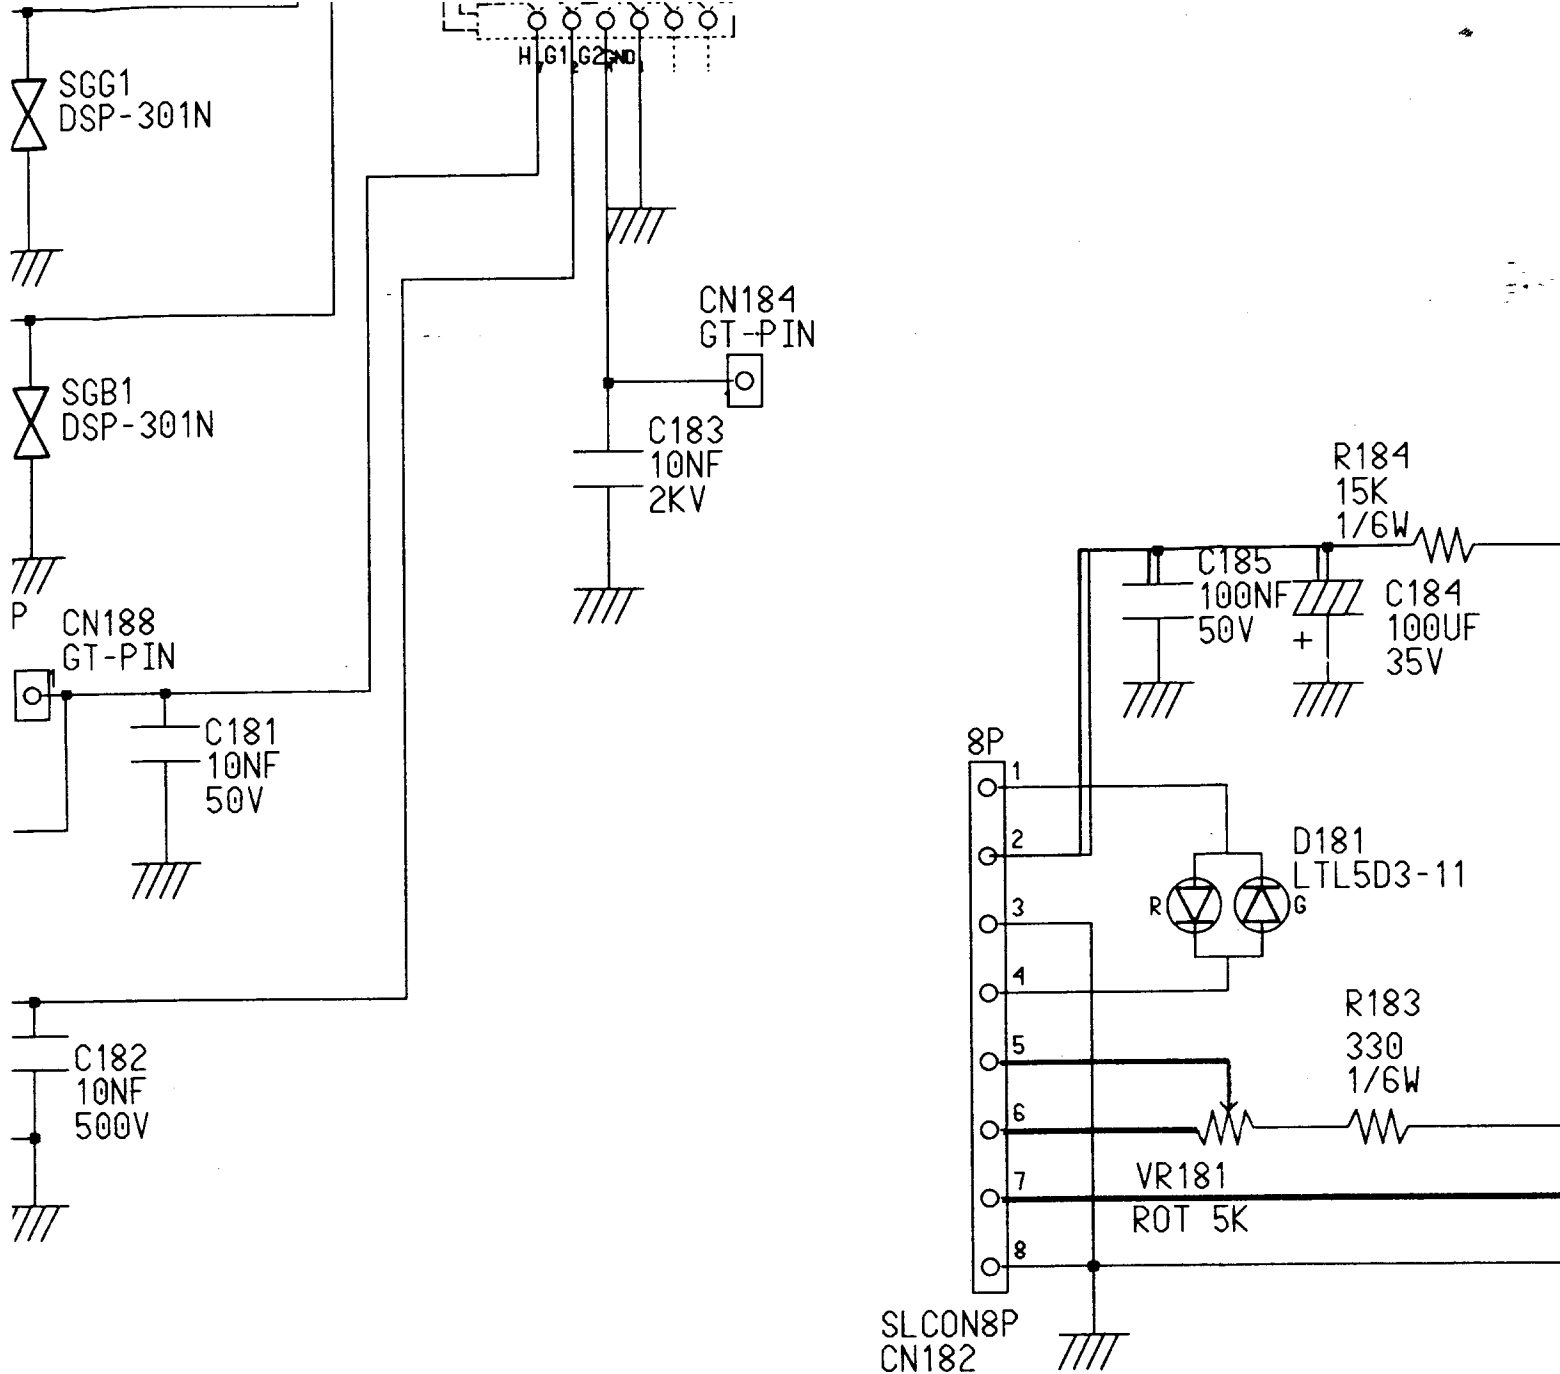 H G1 G2 GND
SGG1
DSP-301N
CN184
GT-PIN
SGB1
DSP-301N
C183
10NF
2KV
R184
15K
1/6W
C185
100NF
50V
+
C184
100UF
35V
P
CN188
GT-PIN
1
C181
10NF
50V
8P
1
2
3
4
5
6
7
8
D181
LTL5D3-11
R
G
R183
330
1/6W
C182
10NF
500V
VR181
ROT 5K
SLCON8P
CN182